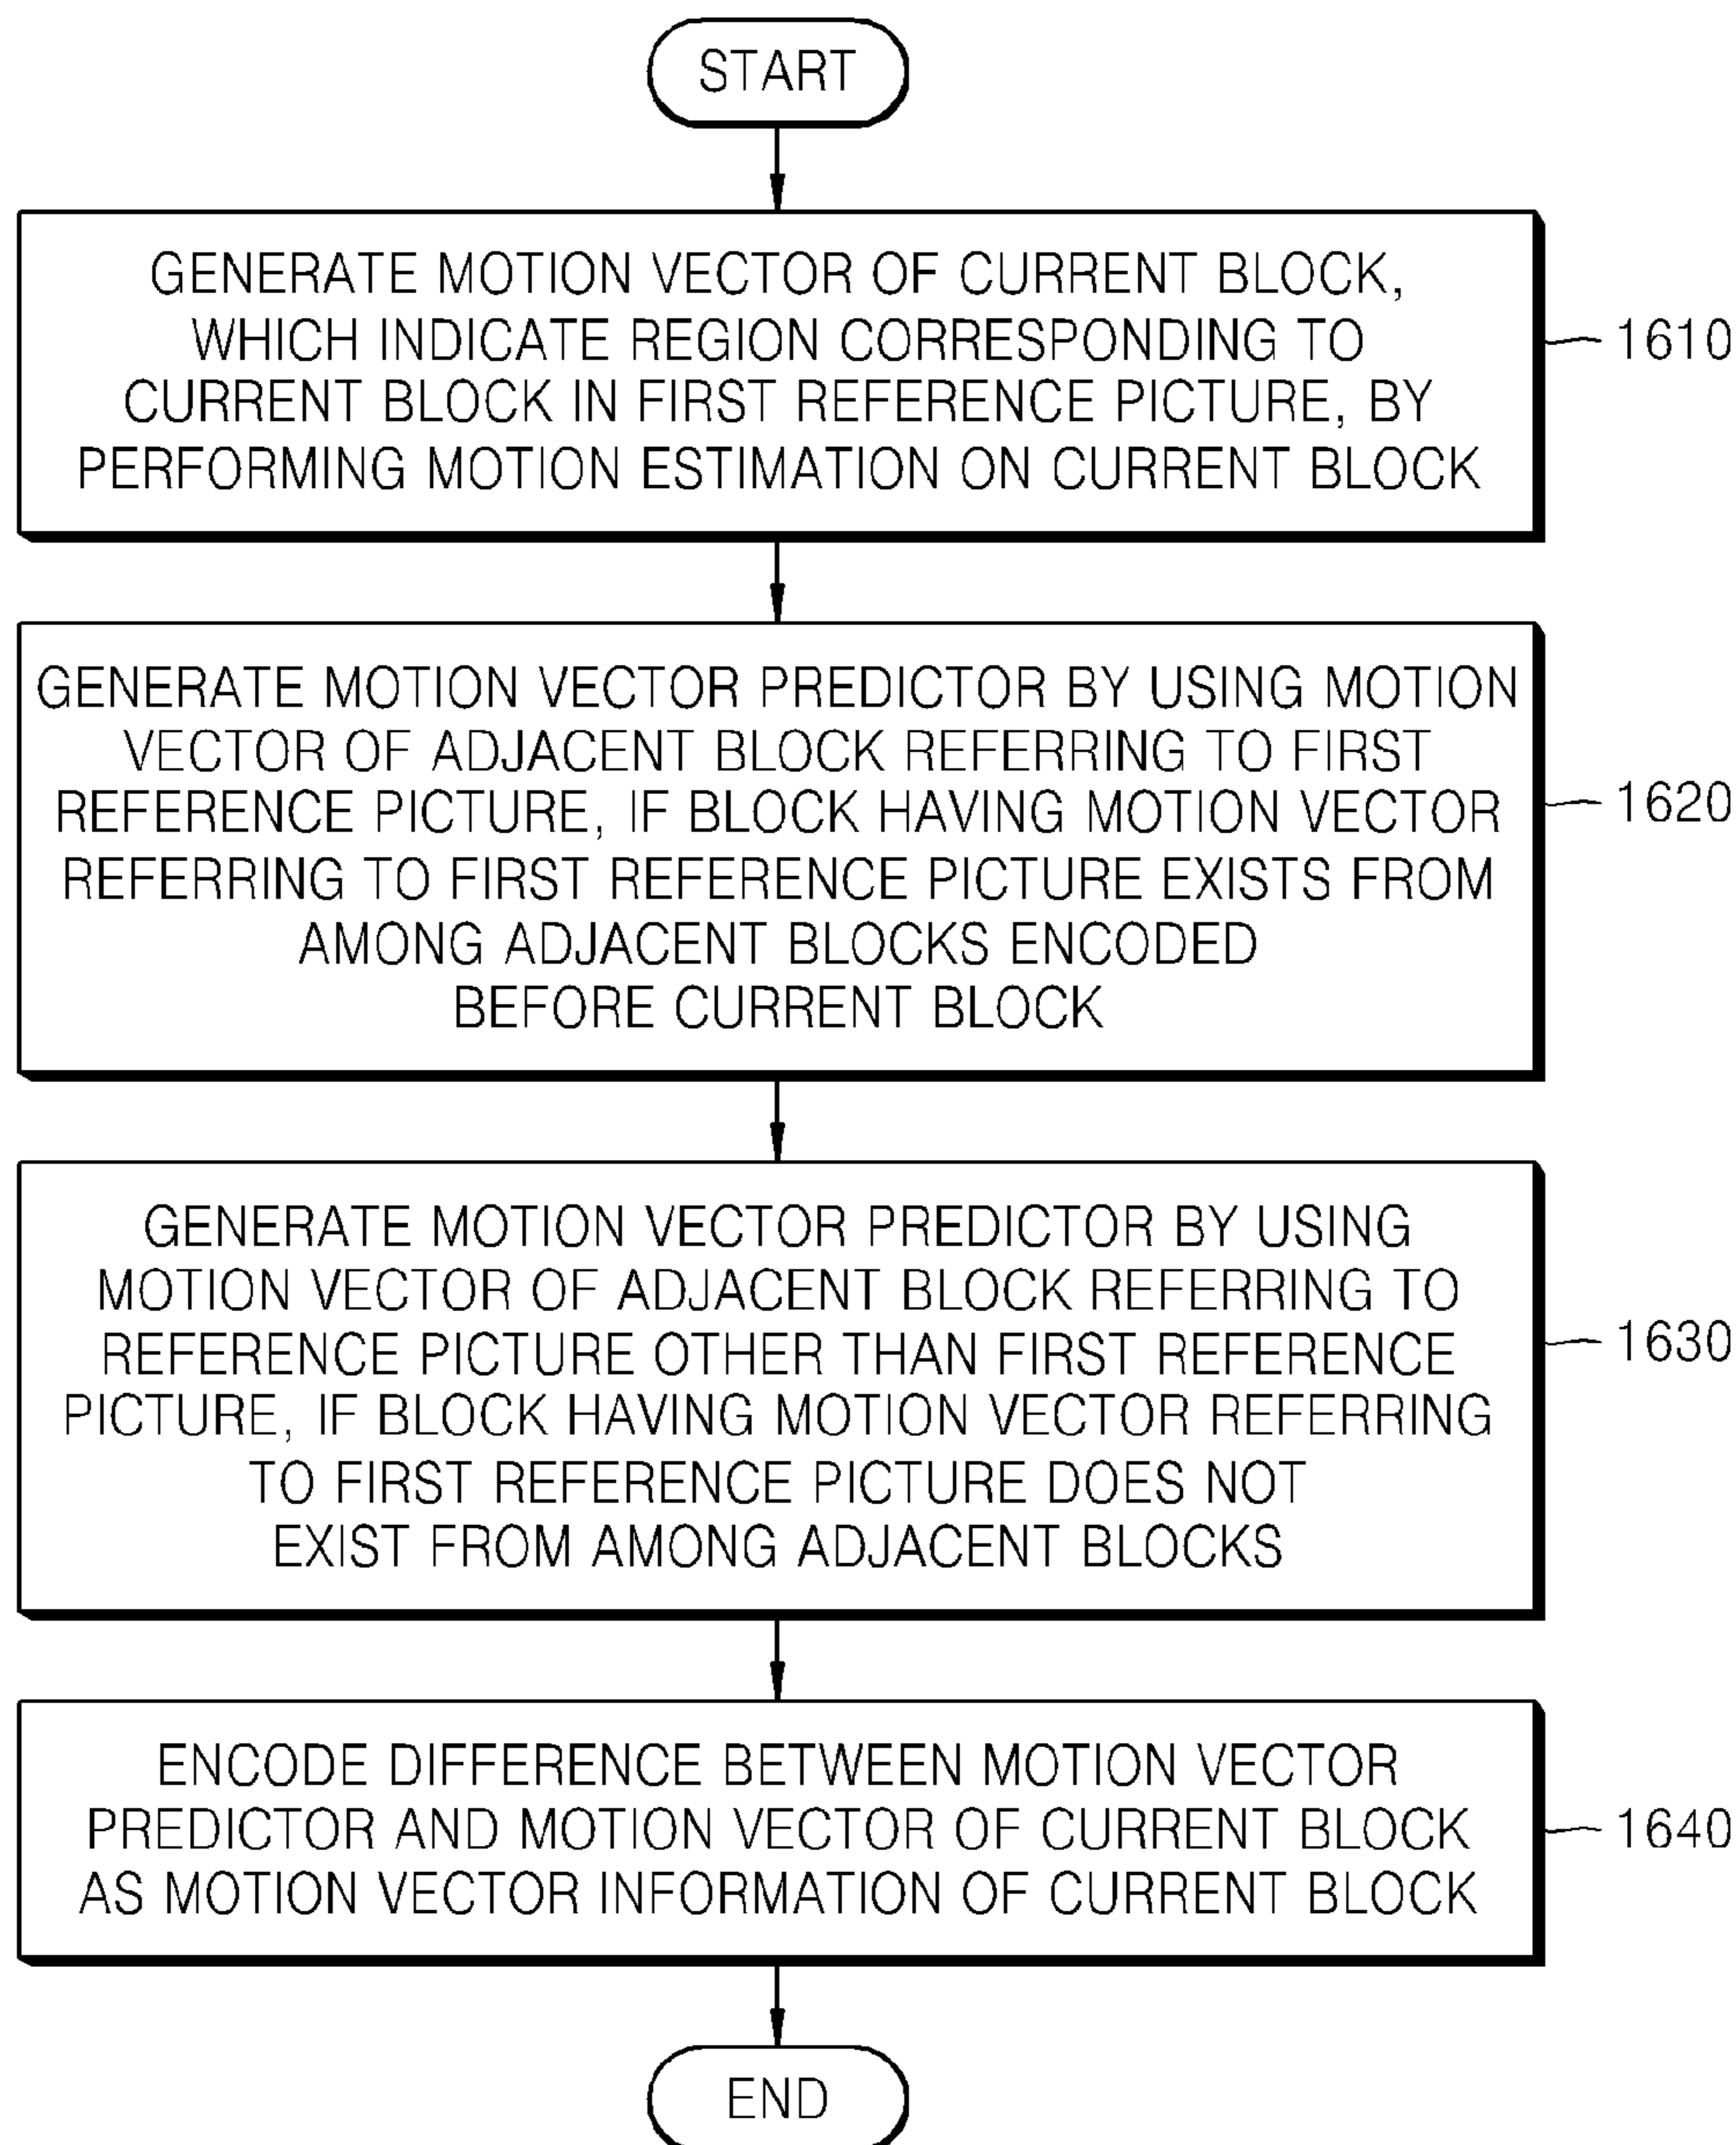 START
GENERATE MOTION VECTOR OF CURRENT BLOCK,
WHICH INDICATE REGION CORRESPONDING TO
CURRENT BLOCK IN FIRST REFERENCE PICTURE, BY
PERFORMING MOTION ESTIMATION ON CURRENT BLOCK
1610
GENERATE MOTION VECTOR PREDICTOR BY USING MOTION
VECTOR OF ADJACENT BLOCK REFERRING TO FIRST
REFERENCE PICTURE, IF BLOCK HAVING MOTION VECTOR
REFERRING TO FIRST REFERENCE PICTURE EXISTS FROM
AMONG ADJACENT BLOCKS ENCODED
BEFORE CURRENT BLOCK
1620
GENERATE MOTION VECTOR PREDICTOR BY USING
MOTION VECTOR OF ADJACENT BLOCK REFERRING TO
REFERENCE PICTURE OTHER THAN FIRST REFERENCE
PICTURE, IF BLOCK HAVING MOTION VECTOR REFERRING
TO FIRST REFERENCE PICTURE DOES NOT
EXIST FROM AMONG ADJACENT BLOCKS
1630
ENCODE DIFFERENCE BETWEEN MOTION VECTOR
PREDICTOR AND MOTION VECTOR OF CURRENT BLOCK
AS MOTION VECTOR INFORMATION OF CURRENT BLOCK
1640
END